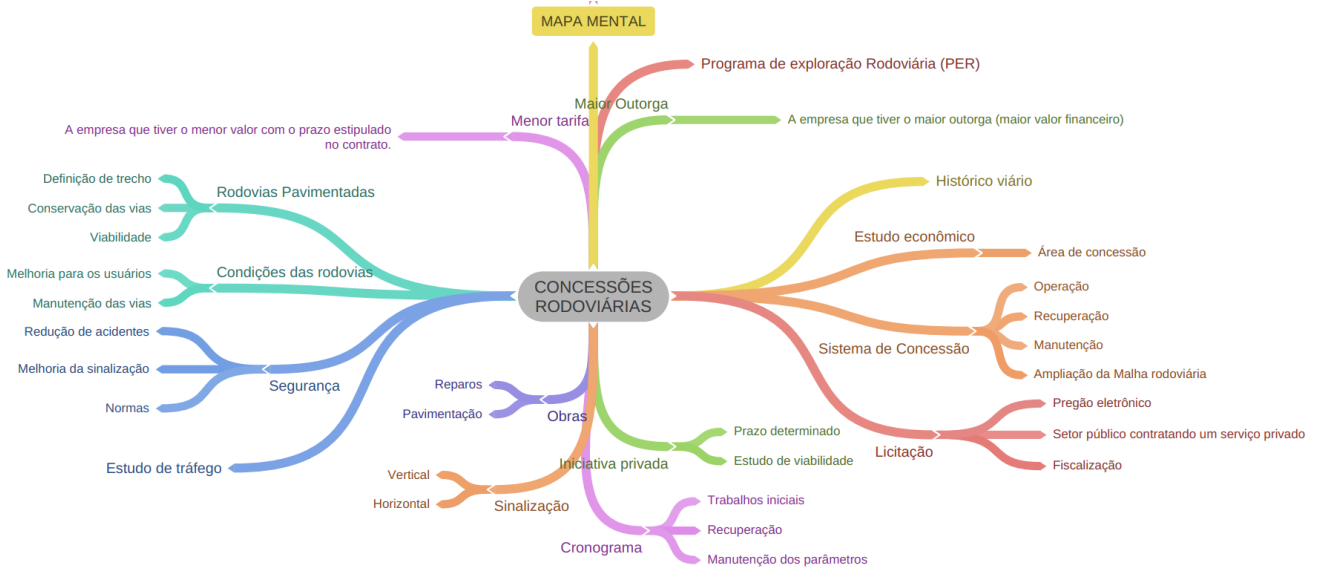 MAPA MENTAL
Programa de exploração Rodoviária (PER)
Maior Outorga
A empresa que tiver o maior outorga (maior valor financeiro)
Menor tarifa
A empresa que tiver o menor valor com o prazo estipulado
no contrato.
Rodovias Pavimentadas
Definição de trecho
Conservação das vias
Viabilidade
Condições das rodovias
Melhoria para os usuários
Manutenção das vias
Segurança
Redução de acidentes
Melhoria da sinalização
Normas
Estudo de tráfego
CONCESSÕES
RODOVIÁRIAS
Histórico viário
Estudo econômico
Área de concessão
Sistema de Concessão
Operação
Recuperação
Manutenção
Ampliação da Malha rodoviária
Licitação
Pregão eletrônico
Setor público contratando um serviço privado
Fiscalização
Obras
Reparos
Pavimentação
Iniciativa privada
Prazo determinado
Estudo de viabilidade
Sinalização
Vertical
Horizontal
Cronograma
Trabalhos iniciais
Recuperação
Manutenção dos parâmetros